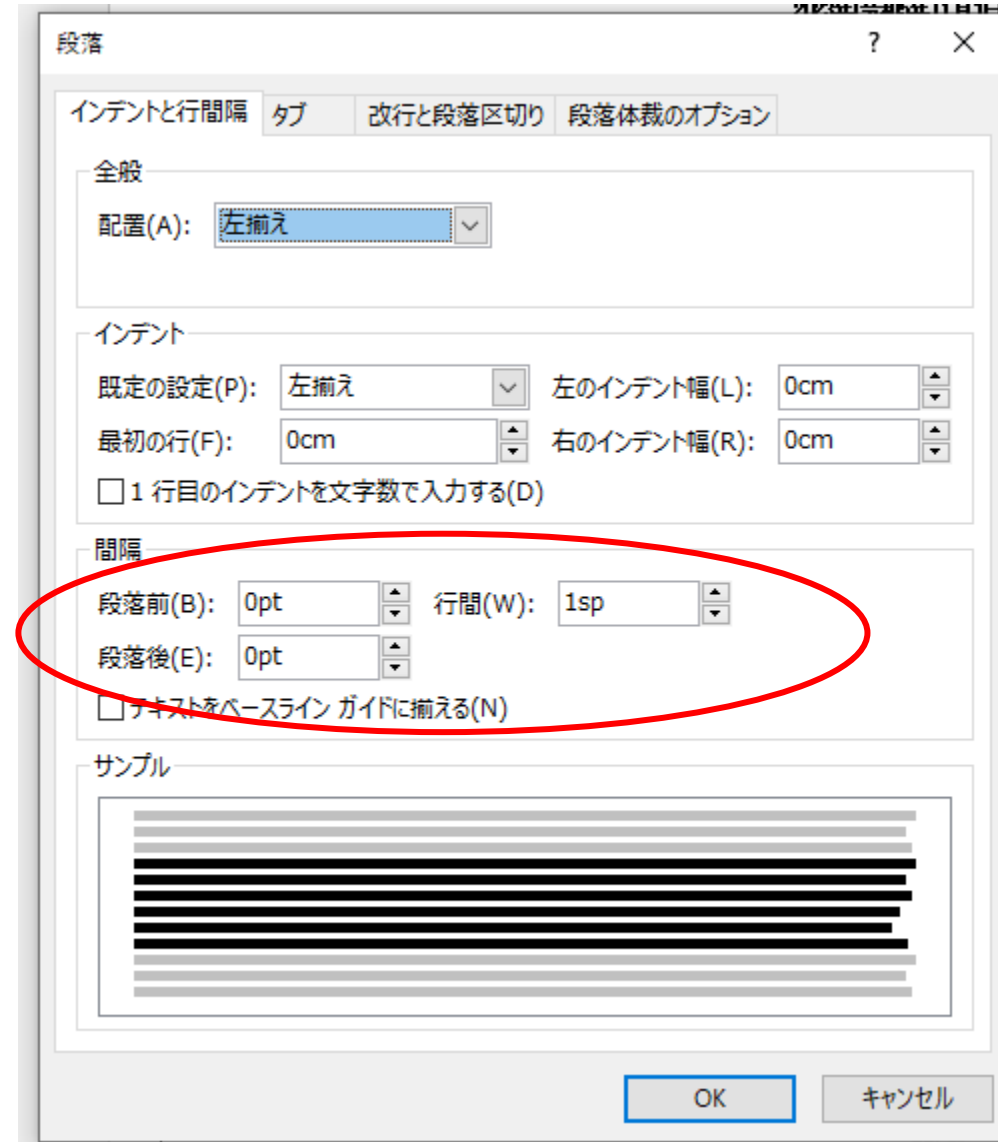 段落 ?
インデントと行間隔 タブ 改行と段落区切り 段落体裁のオプション
全般
配置(A): 左揃え
インデント
既定の設定(P): 左揃え 左のインデント幅(L): 0cm
最初の行(F): 0cm 右のインデント幅(R): 0cm
1 行目のインデントを文字数で入力する(D)
間隔
段落前(B): 0pt 行間(W): 1sp
段落後(E): 0pt
テキストをベースライン ガイドに揃える(N)
サンプル
OK キャンセル